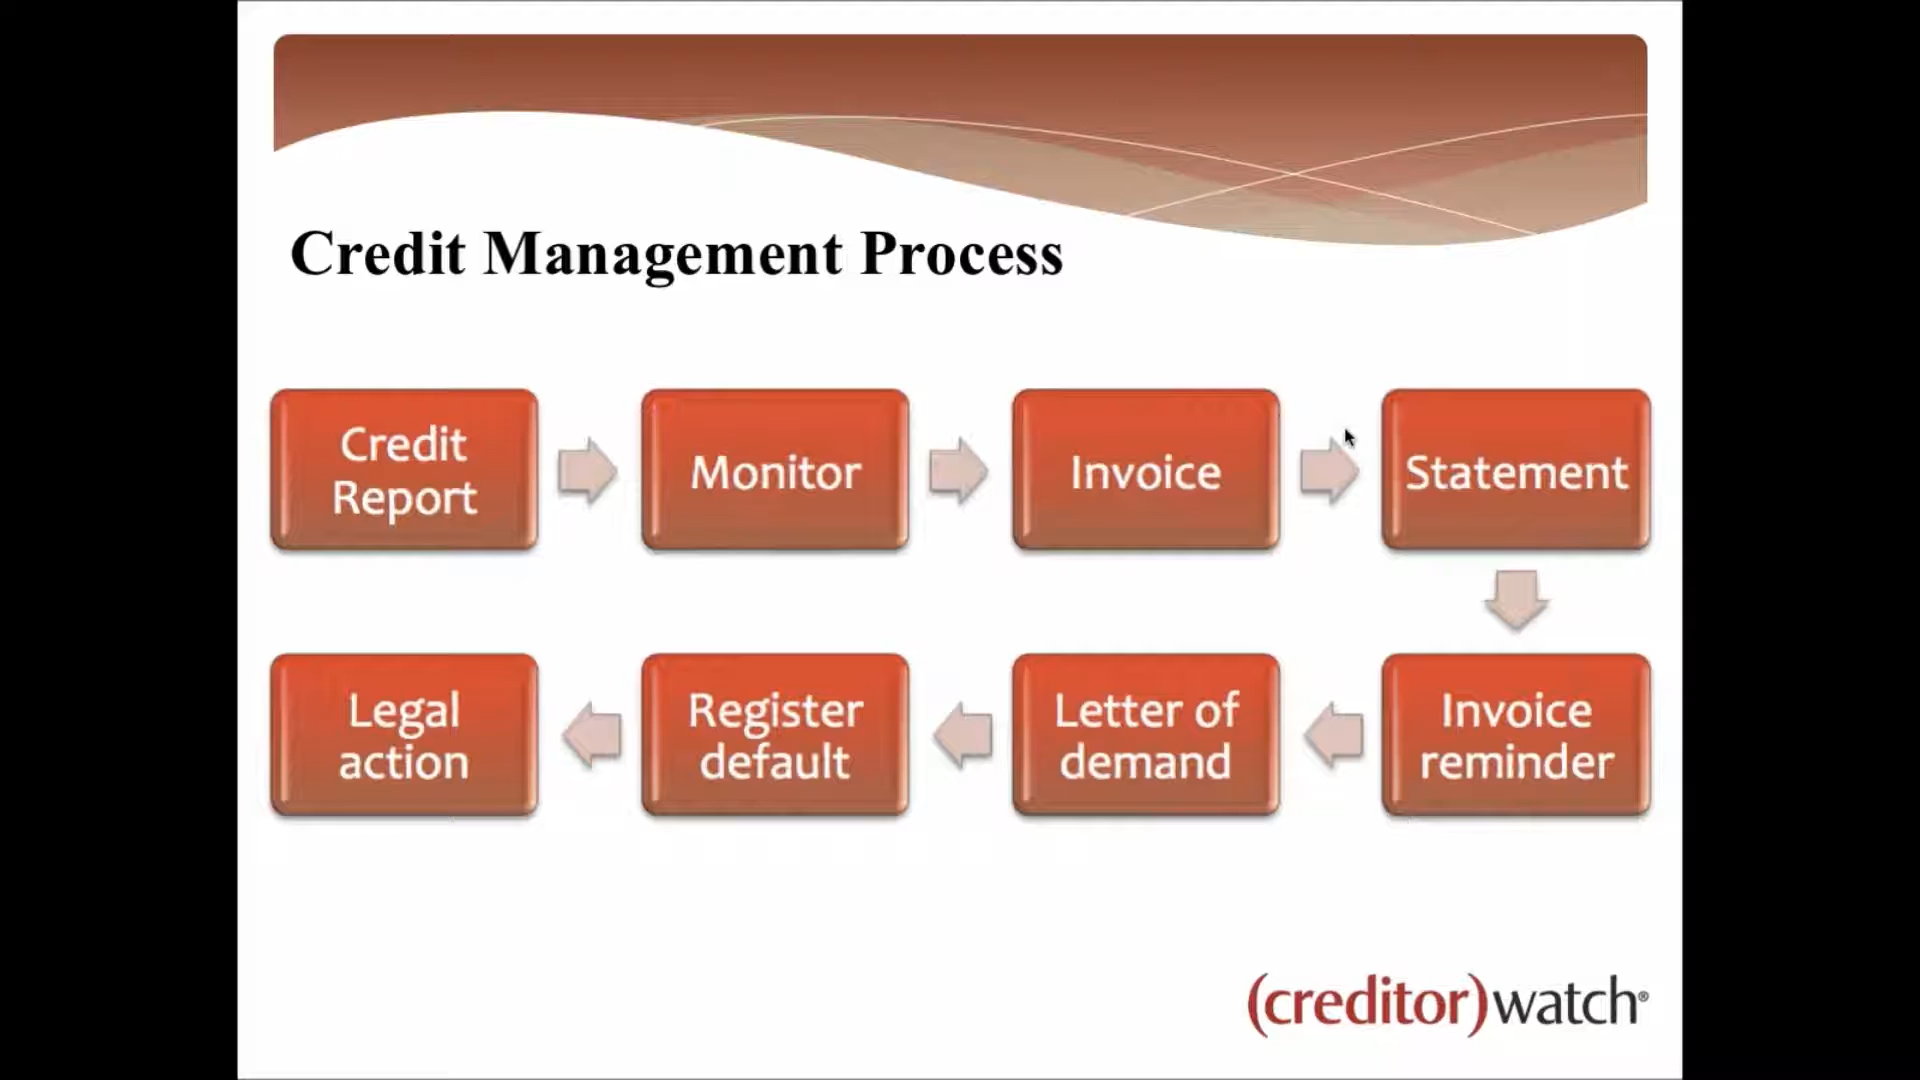 Credit Management Process
Credit
Report
Monitor
Invoice
Statement
Legal
action
Register
default
Letter of
demand
Invoice
reminder
(creditor)watch®